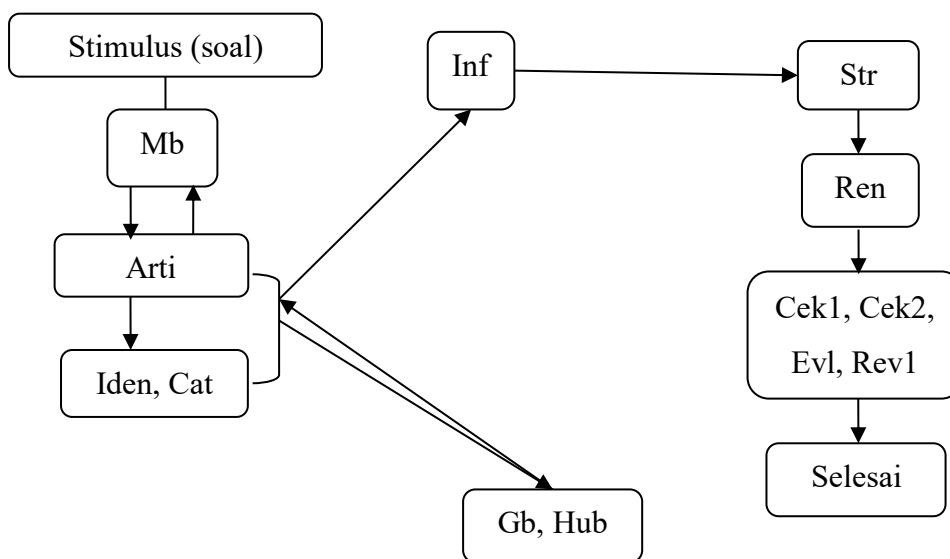 Stimulus (soal)
Mb
Arti
Iden, Cat
Inf
Gb, Hub
Str
Ren
Cek1, Cek2,
Evl, Rev1
Selesai